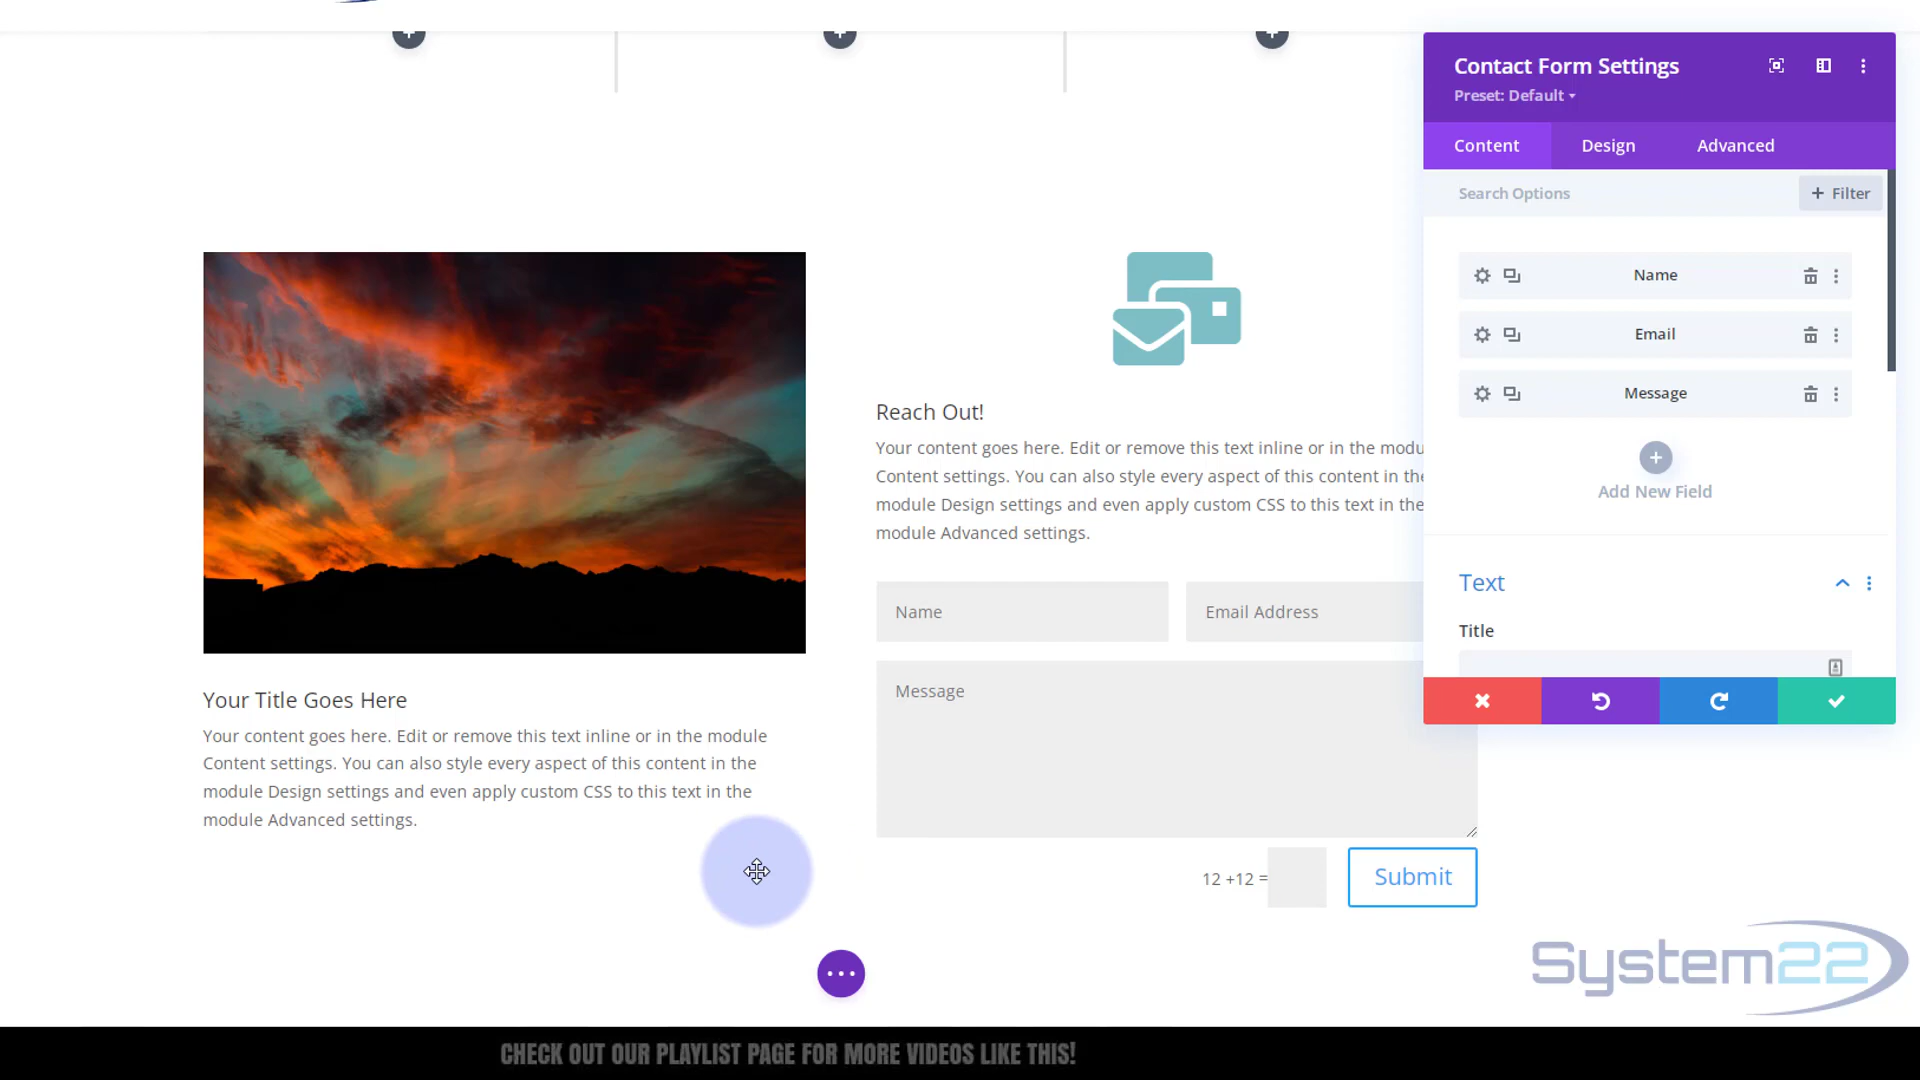 Contact Form Settings
Preset: Default
Content
Design
Advanced
Search Options
+ Filter
Name
Email
Message
Add New Field
Text
Title
Reach Out!
Your content goes here. Edit or remove this text inline or in the modu
Content settings. You can also style every aspect of this content in the
module Design settings and even apply custom CSS to this text in the
module Advanced settings.
Name
Email Address
Message
12 +12 =
Submit
Your Title Goes Here
Your content goes here. Edit or remove this text inline or in the module
Content settings. You can also style every aspect of this content in the
module Design settings and even apply custom CSS to this text in the
module Advanced settings.
System22
CHECK OUT OUR PLAYLIST PAGE FOR MORE VIDEOS LIKE THIS!